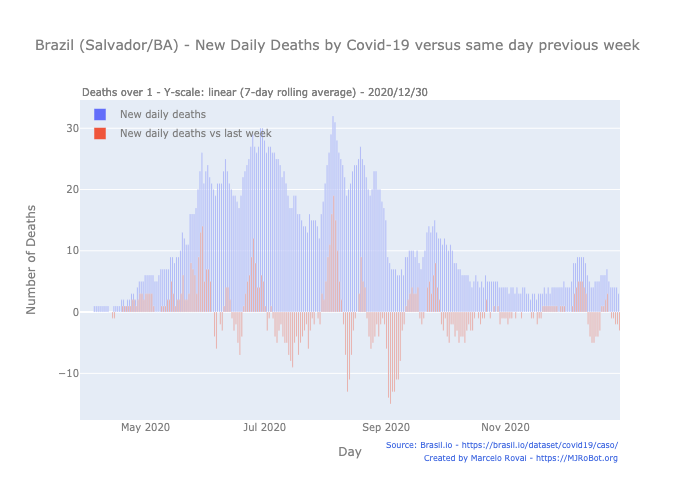 Brazil (Salvador/BA) - New Daily Deaths by Covid-19 versus same day previous week
Deaths over 1 - Y-scale: linear (7-day rolling average) - 2020/12/30
New daily deaths
New daily deaths vs last week
30
20
10
0
−10
Number of Deaths
May 2020
Jul 2020
Sep 2020
Nov 2020
Day
Source: Brasil.io - https://brasil.io/dataset/covid19/caso/
Created by Marcelo Rovai - https://MJRoBot.org